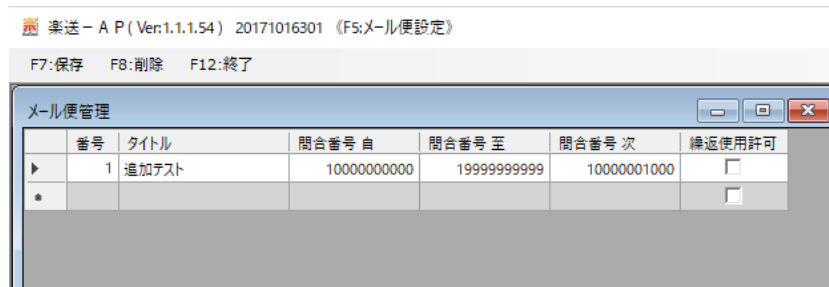 楽送－ＡＰ( Ver:1.1.1.54 ) 20171016301 《F5:メール便設定》
F7:保存 F8:削除 F12:終了
メール便管理
番号 タイトル 問合番号 自 問合番号 至 問合番号 次 繰返使用許可
1 追加テスト 10000000000 19999999999 10000001000